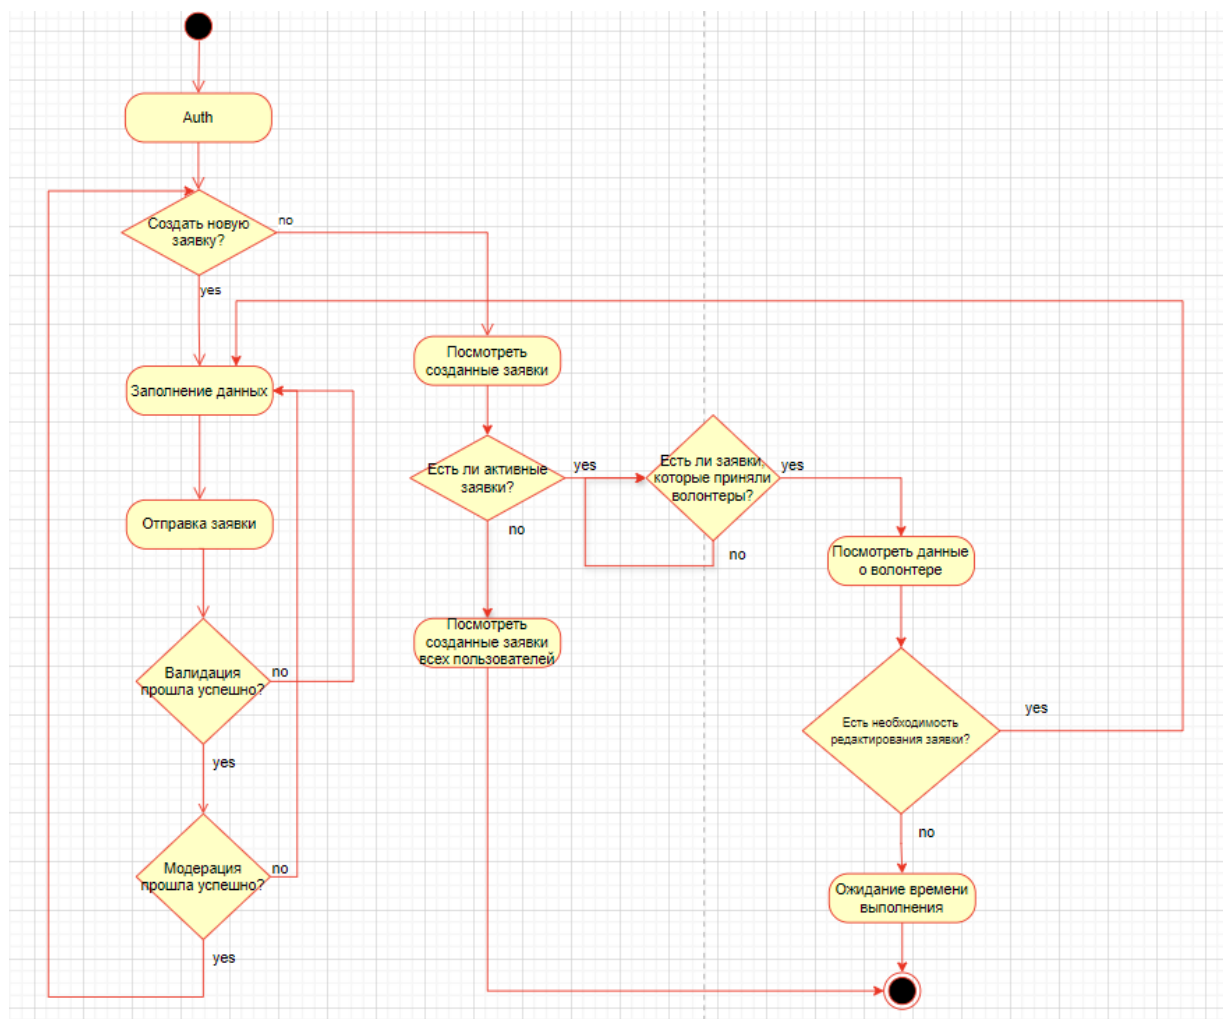 Auth
Создать новую
заявку?
no
yes
Посмотреть
созданные заявки
Заполнение данных
Есть ли активные
заявки?
yes
Есть ли заявки,
которые приняли
волонтеры?
yes
no
no
Отправка заявки
Посмотреть данные
о волонтере
Посмотреть
созданные заявки
всех пользователей
Валидация
прошла успешно?
no
yes
Есть необходимость
редактирования заявки?
yes
no
Модерация
прошла успешно?
no
yes
Ожидание времени
выполнения